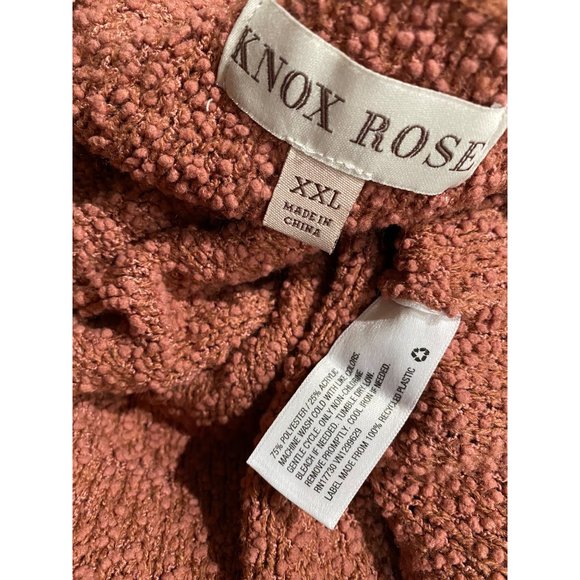 KNOX ROSE
XXL
MADE IN
CHINA
75% POLYESTER / 25% ACRYLIC
MACHINE WASH COLD WITH LIKE COLORS.
GENTLE CYCLE. ONLY NON-CHLORINE
BLEACH IF NEEDED. TUMBLE DRY LOW.
REMOVE PROMPTLY. COOL IRON IF NEEDED.
RN17730 VN1299629
LABEL MADE FROM 100% RECYCLED PLASTIC